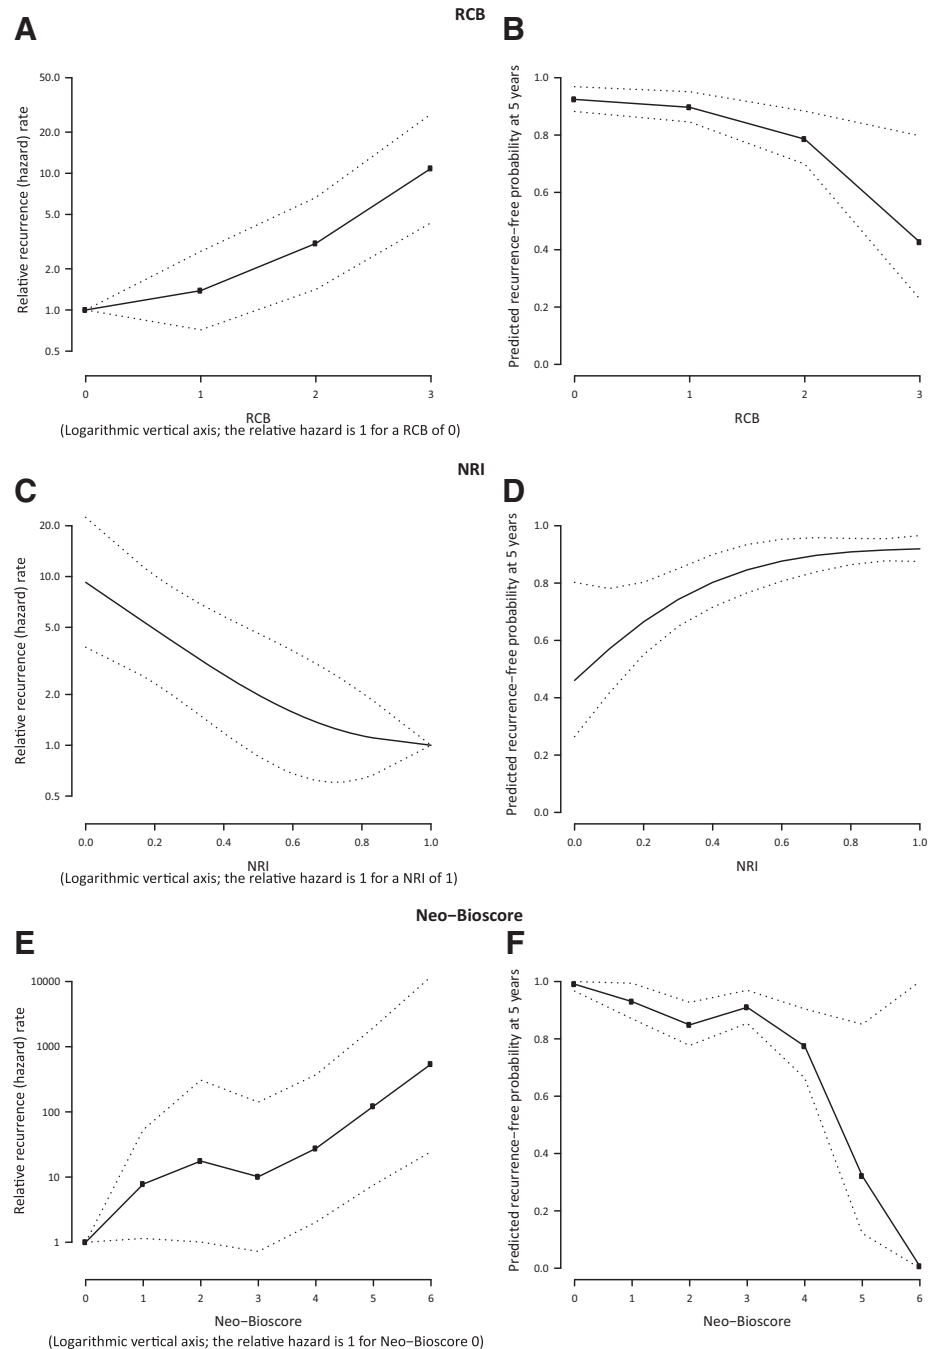 RCB
A
B
Relative recurrence (hazard) rate
50.0
20.0
10.0
5.0
2.0
1.0
0.5
0 1 2 3
RCB
(Logarithmic vertical axis; the relative hazard is 1 for a RCB of 0)
Predicted recurrence−free probability at 5 years
1.0
0.8
0.6
0.4
0.2
0.0
0 1 2 3
RCB
NRI
C
D
Relative recurrence (hazard) rate
20.0
10.0
5.0
2.0
1.0
0.5
0.0 0.2 0.4 0.6 0.8 1.0
NRI
(Logarithmic vertical axis; the relative hazard is 1 for a NRI of 1)
Predicted recurrence−free probability at 5 years
1.0
0.8
0.6
0.4
0.2
0.0
0.0 0.2 0.4 0.6 0.8 1.0
NRI
Neo−Bioscore
E
F
Relative recurrence (hazard) rate
10000
1000
100
10
1
0 1 2 3 4 5 6
Neo−Bioscore
(Logarithmic vertical axis; the relative hazard is 1 for Neo−Bioscore 0)
Predicted recurrence−free probability at 5 years
1.0
0.8
0.6
0.4
0.2
0.0
0 1 2 3 4 5 6
Neo−Bioscore